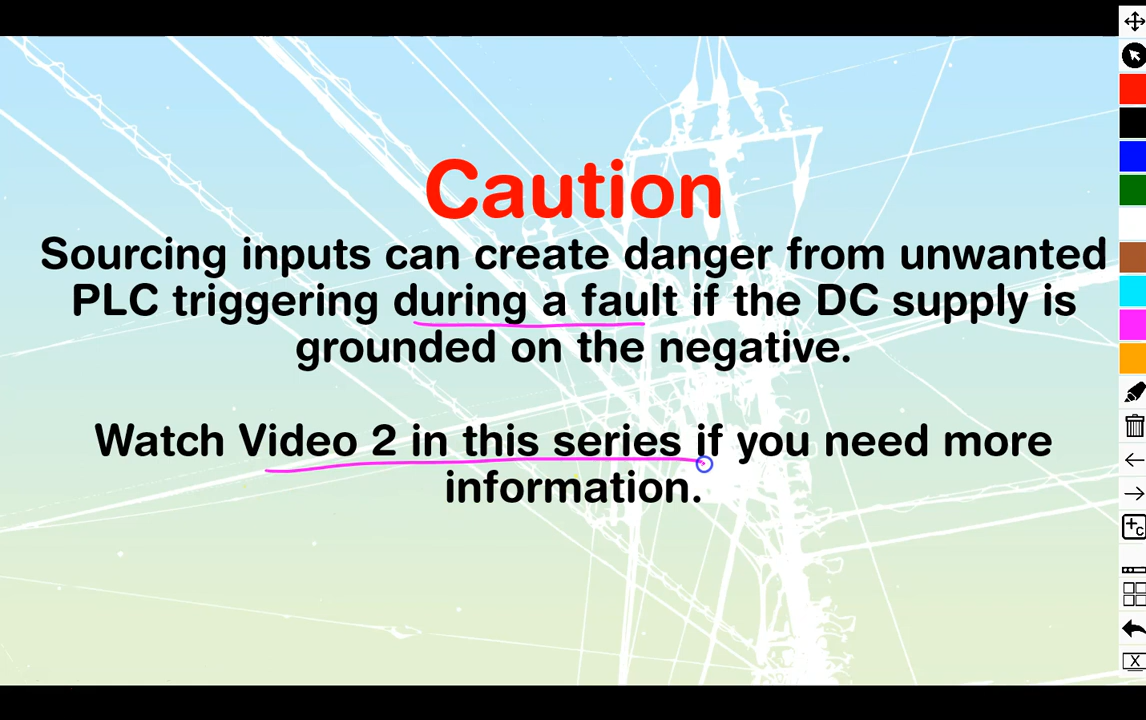 Caution
Sourcing inputs can create danger from unwanted
PLC triggering during a fault if the DC supply is
grounded on the negative.
Watch Video 2 in this series if you need more
information.
+c
X